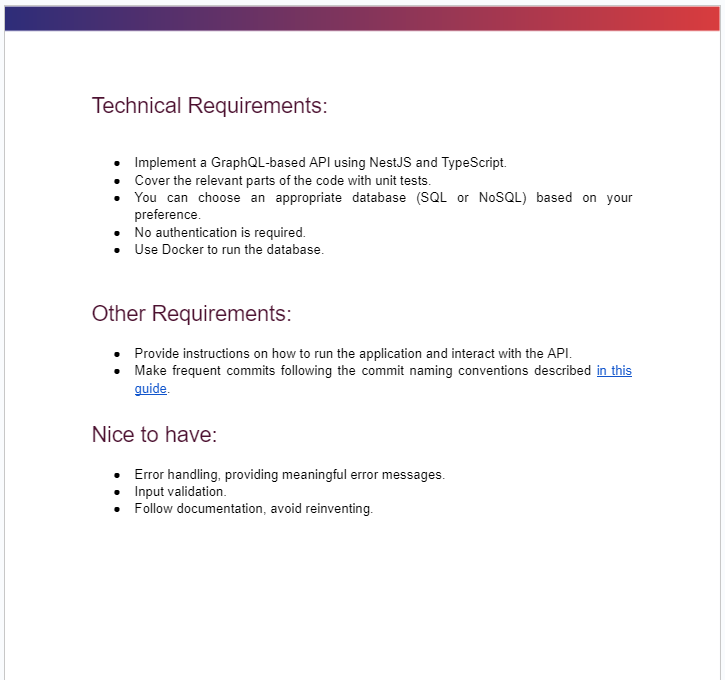 Technical Requirements:
● Implement a GraphQL-based API using NestJS and TypeScript.
● Cover the relevant parts of the code with unit tests.
● You can choose an appropriate database (SQL or NoSQL) based on your
preference.
● No authentication is required.
● Use Docker to run the database.
Other Requirements:
● Provide instructions on how to run the application and interact with the API.
● Make frequent commits following the commit naming conventions described in this
guide.
Nice to have:
● Error handling, providing meaningful error messages.
● Input validation.
● Follow documentation, avoid reinventing.